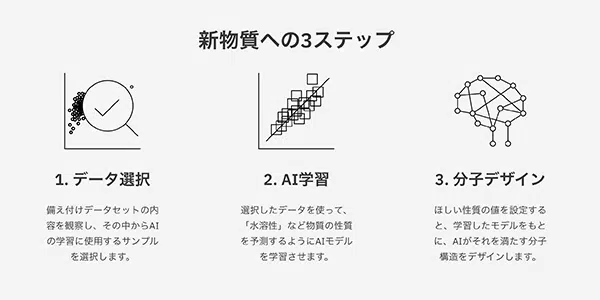 新物質への3ステップ
1. データ選択
備え付けデータセットの内
容を観察し、その中からAI
の学習に使用するサンプル
を選択します。
2. AI学習
選択したデータを使って、
「水溶性」など物質の性質
を予測するようにAIモデル
を学習させます。
3. 分子デザイン
ほしい性質の値を設定する
と、学習したモデルをもと
に、AIがそれを満たす分子
構造をデザインします。